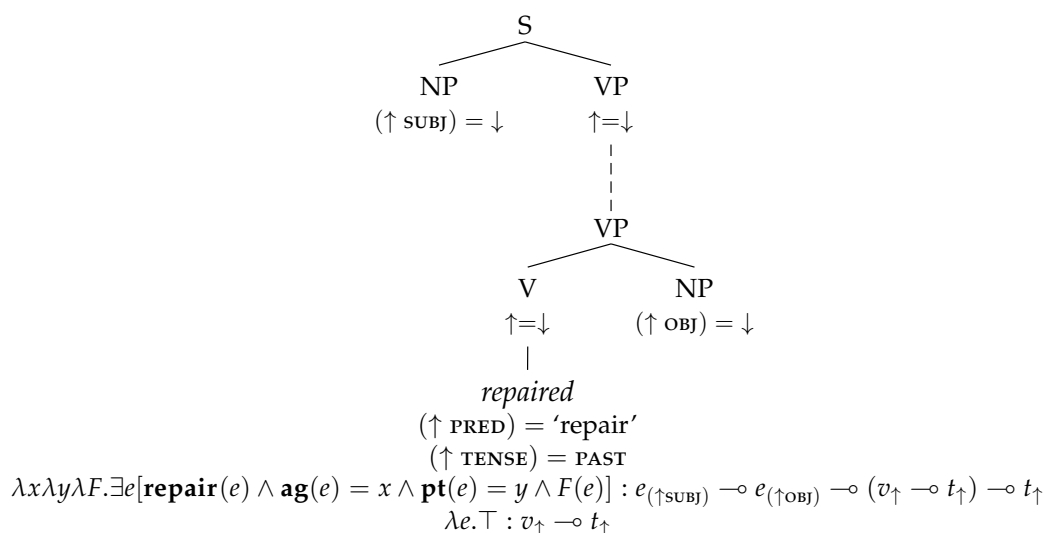 S
NP VP
(↑ SUBJ) = ↓ ↑=↓
VP
V NP
↑=↓ (↑ OBJ) = ↓
repaired
(↑ PRED) = ‘repair’
(↑ TENSE) = PAST
λxλyλF.∃e[repair(e) ∧ ag(e) = x ∧ pt(e) = y ∧ F(e)] : e(↑SUBJ) ⊸ e(↑OBJ) ⊸ (v↑ ⊸ t↑) ⊸ t↑
λe.⊤ : v↑ ⊸ t↑